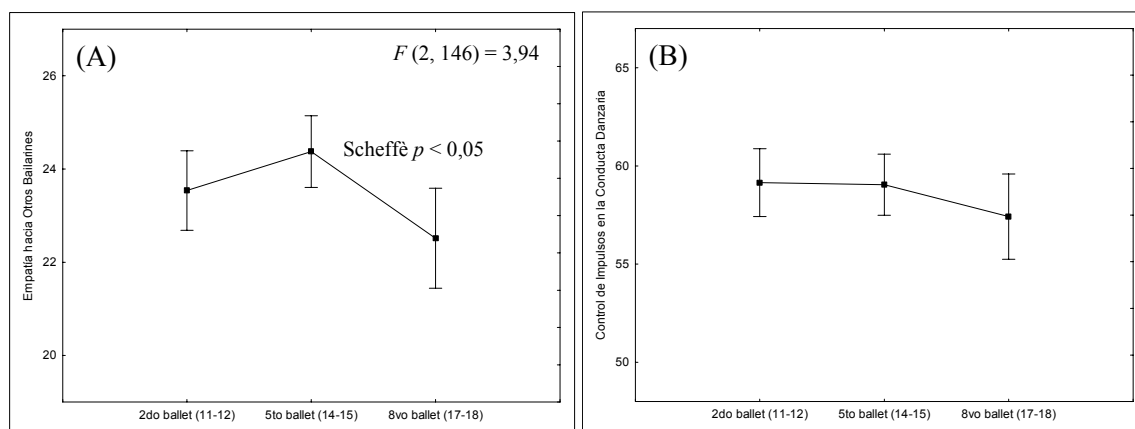 (A)
F (2, 146) = 3,94
Scheffè p < 0,05
Empatía hacia Otros Bailarines
26
24
22
20
2do ballet (11-12) 5to ballet (14-15) 8vo ballet (17-18)
(B)
Control de Impulsos en la Conducta Danzaria
65
60
55
50
2do ballet (11-12) 5to ballet (14-15) 8vo ballet (17-18)